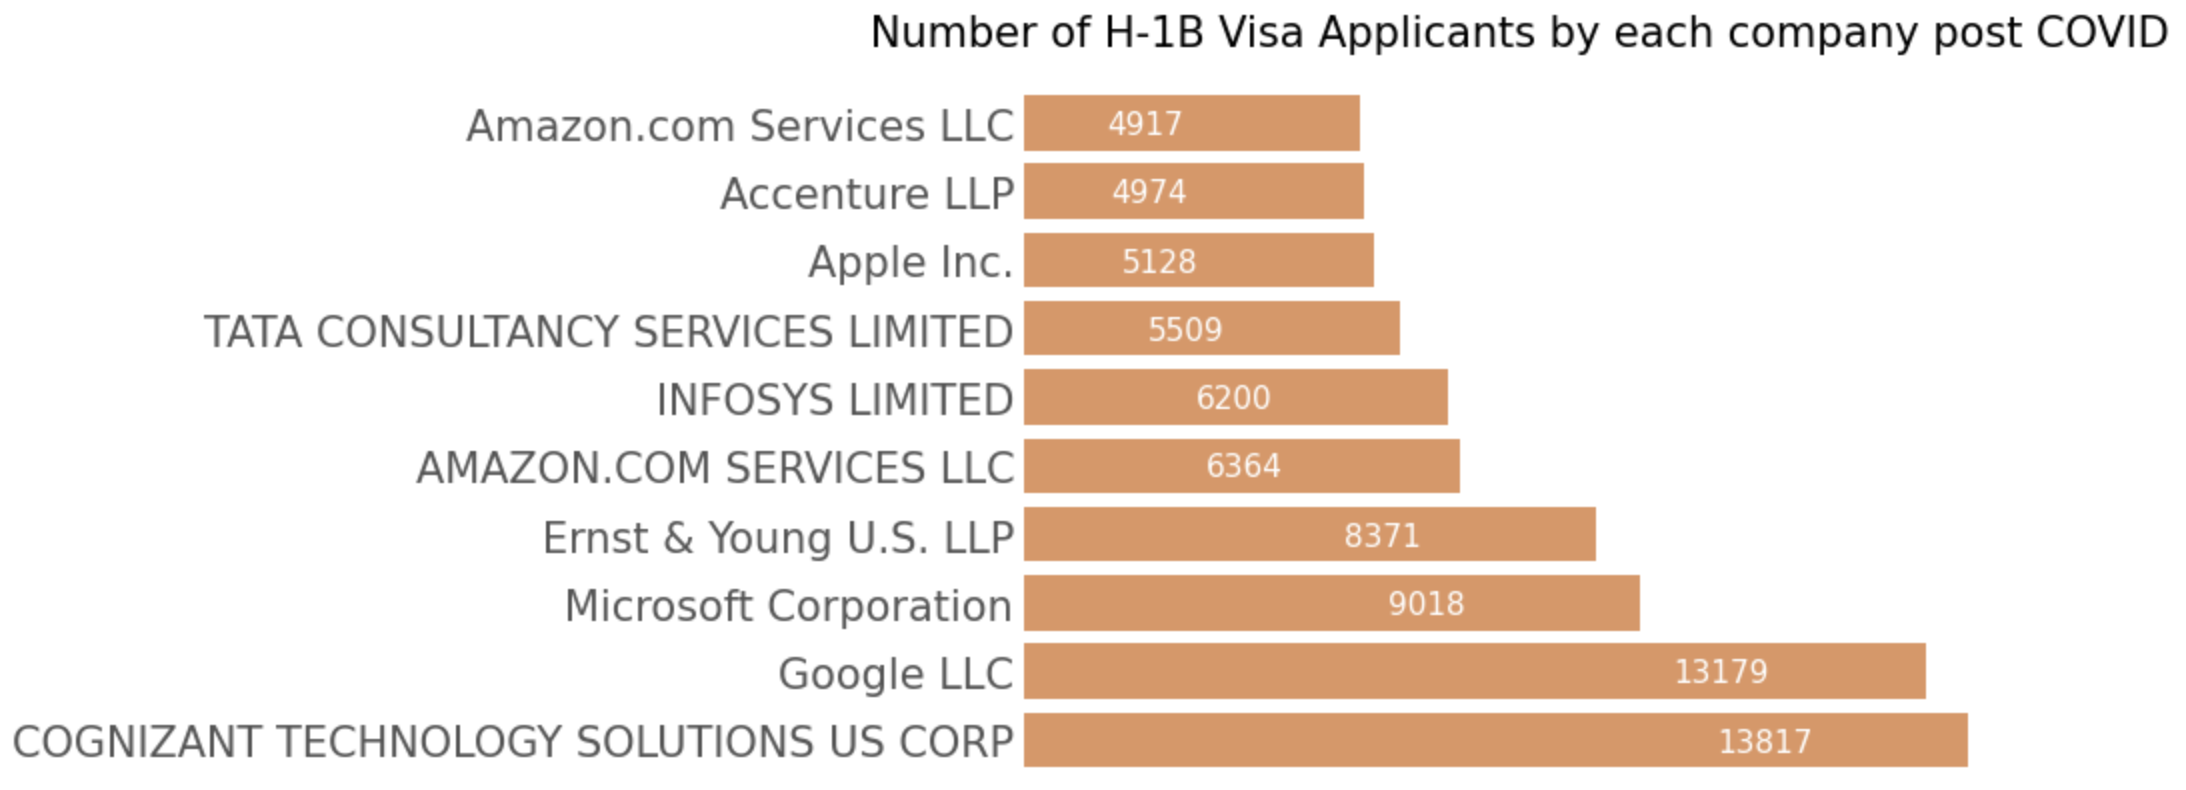 Number of H-1B Visa Applicants by each company post COVID
Amazon.com Services LLC 4917
Accenture LLP 4974
Apple Inc. 5128
TATA CONSULTANCY SERVICES LIMITED 5509
INFOSYS LIMITED 6200
AMAZON.COM SERVICES LLC 6364
Ernst & Young U.S. LLP 8371
Microsoft Corporation 9018
Google LLC 13179
COGNIZANT TECHNOLOGY SOLUTIONS US CORP 13817